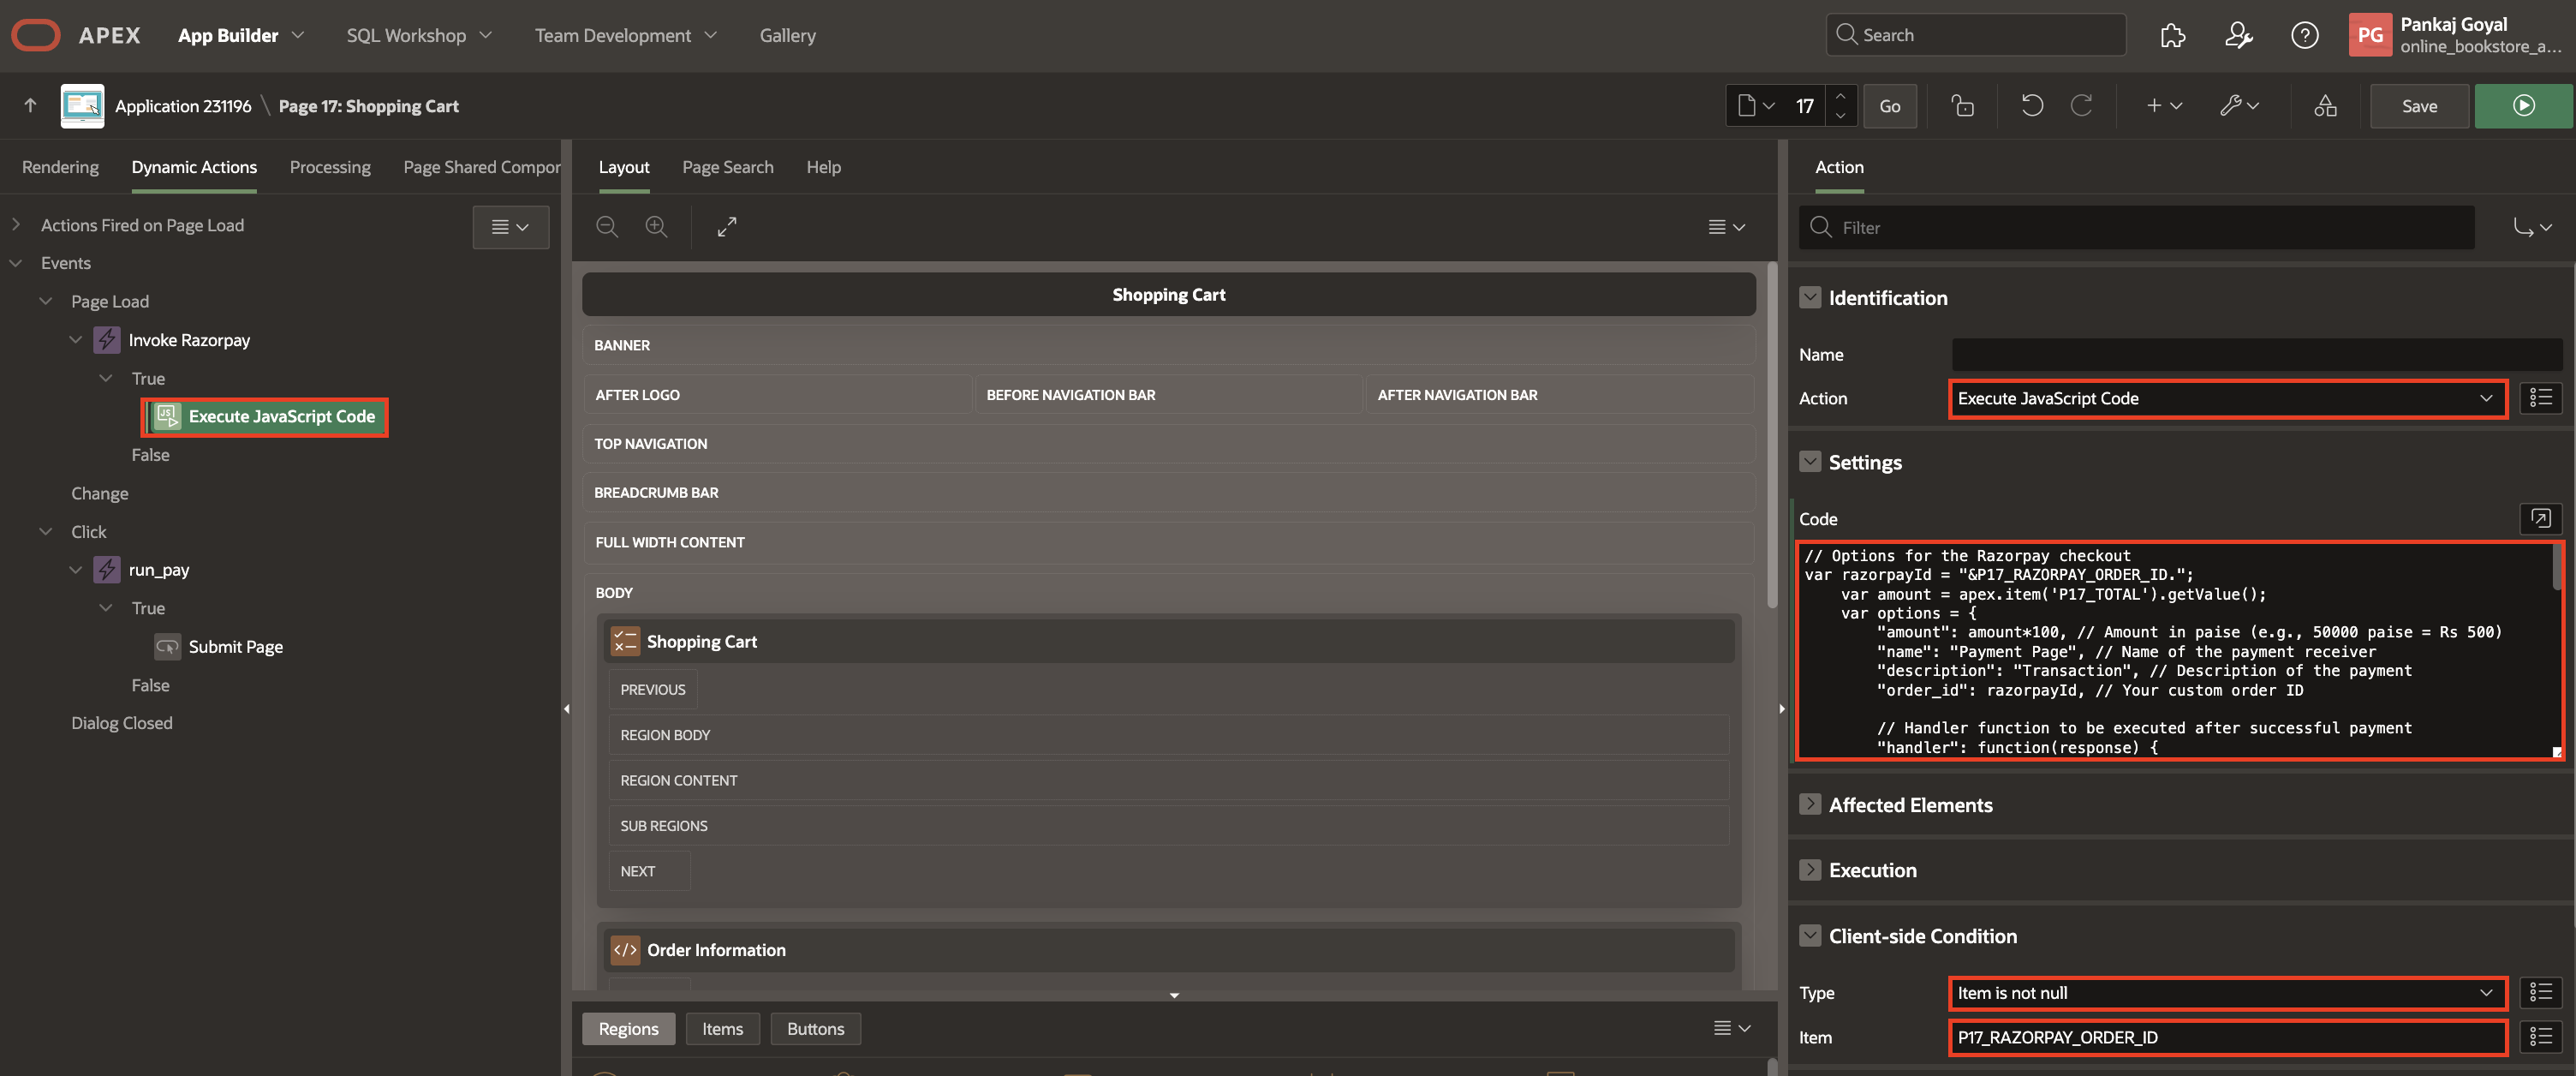 APEX App Builder SQL Workshop Team Development Gallery Search PG Pankaj Goyal
online_bookstore_a...
Application 231196 \ Page 17: Shopping Cart 17 Go Save
Rendering Dynamic Actions Processing Page Shared Compor
Actions Fired on Page Load
Events
Page Load
Invoke Razorpay
True
Execute JavaScript Code
False
Change
Click
run_pay
True
Submit Page
False
Dialog Closed
Layout Page Search Help
Shopping Cart
BANNER
AFTER LOGO BEFORE NAVIGATION BAR AFTER NAVIGATION BAR
TOP NAVIGATION
BREADCRUMB BAR
FULL WIDTH CONTENT
BODY
Shopping Cart
PREVIOUS
REGION BODY
REGION CONTENT
SUB REGIONS
NEXT
Order Information
Regions Items Buttons
Action
Filter
Identification
Name
Action Execute JavaScript Code
Settings
Code
// Options for the Razorpay checkout
var razorpayId = "&P17_RAZORPAY_ORDER_ID.";
var amount = apex.item('P17_TOTAL').getValue();
var options = {
"amount": amount*100, // Amount in paise (e.g., 50000 paise = Rs 500)
"name": "Payment Page", // Name of the payment receiver
"description": "Transaction", // Description of the payment
"order_id": razorpayId, // Your custom order ID
// Handler function to be executed after successful payment
"handler": function(response) {
Affected Elements
Execution
Client-side Condition
Type Item is not null
Item P17_RAZORPAY_ORDER_ID